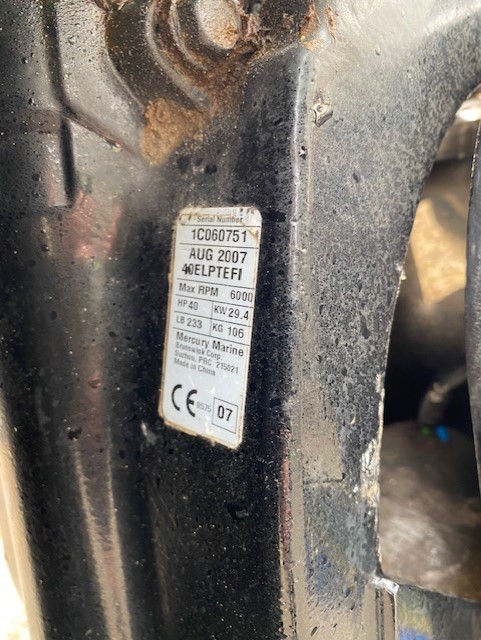 Serial Number
1C060751
AUG 2007
40ELPTEFI
Max RPM 6000
HP 40 KW 29.4
LB 233 KG 106
Mercury Marine
Brunswick Corp.
Suzhou, PRC 215021
Made in China
CE 0575 07